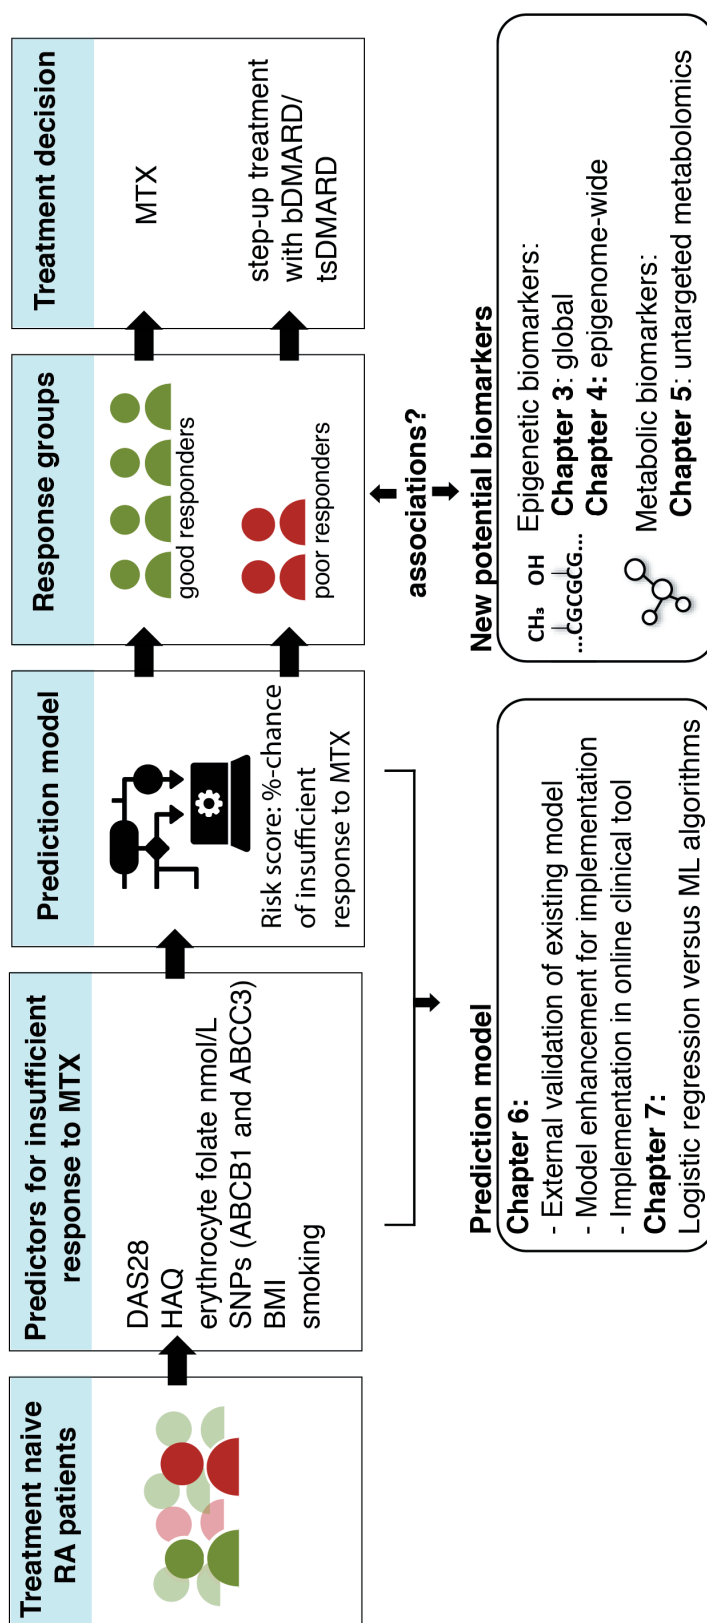 Treatment naive
RA patients
Predictors for insufficient
response to MTX
DAS28
HAQ
erythrocyte folate nmol/L
SNPs (ABCB1 and ABCC3)
BMI
smoking
Prediction model
Risk score: %-chance
of insufficient
response to MTX
Response groups
good responders
poor responders
Treatment decision
MTX
step-up treatment
with bDMARD/
tsDMARD
associations?
Prediction model
Chapter 6:
- External validation of existing model
- Model enhancement for implementation
- Implementation in online clinical tool
Chapter 7:
Logistic regression versus ML algorithms
New potential biomarkers
CH₃ OH
...CGCGCG...
Epigenetic biomarkers:
Chapter 3: global
Chapter 4: epigenome-wide
Metabolic biomarkers:
Chapter 5: untargeted metabolomics